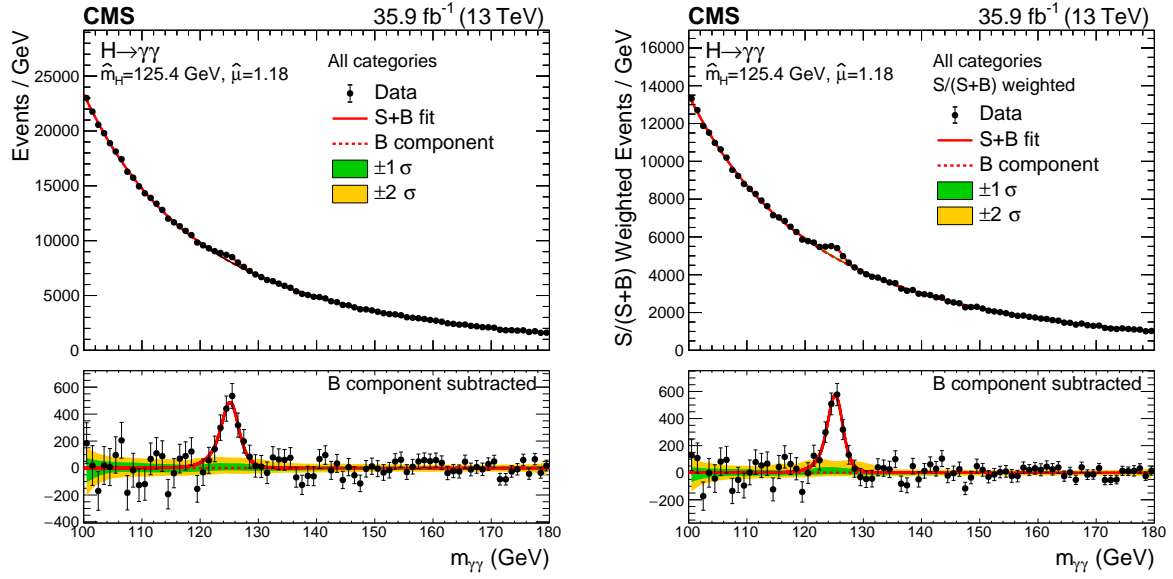 CMS 35.9 fb⁻¹ (13 TeV)
H→γγ
m̂_H=125.4 GeV, μ̂=1.18
All categories
Data
S+B fit
B component
±1 σ
±2 σ
Events / GeV
25000
20000
15000
10000
5000
0
B component subtracted
600
400
200
0
−200
−400
100 110 120 130 140 150 160 170 180
m_γγ (GeV)
CMS 35.9 fb⁻¹ (13 TeV)
H→γγ
m̂_H=125.4 GeV, μ̂=1.18
All categories
S/(S+B) weighted
Data
S+B fit
B component
±1 σ
±2 σ
S/(S+B) Weighted Events / GeV
16000
14000
12000
10000
8000
6000
4000
2000
0
B component subtracted
600
400
200
0
−200
100 110 120 130 140 150 160 170 180
m_γγ (GeV)